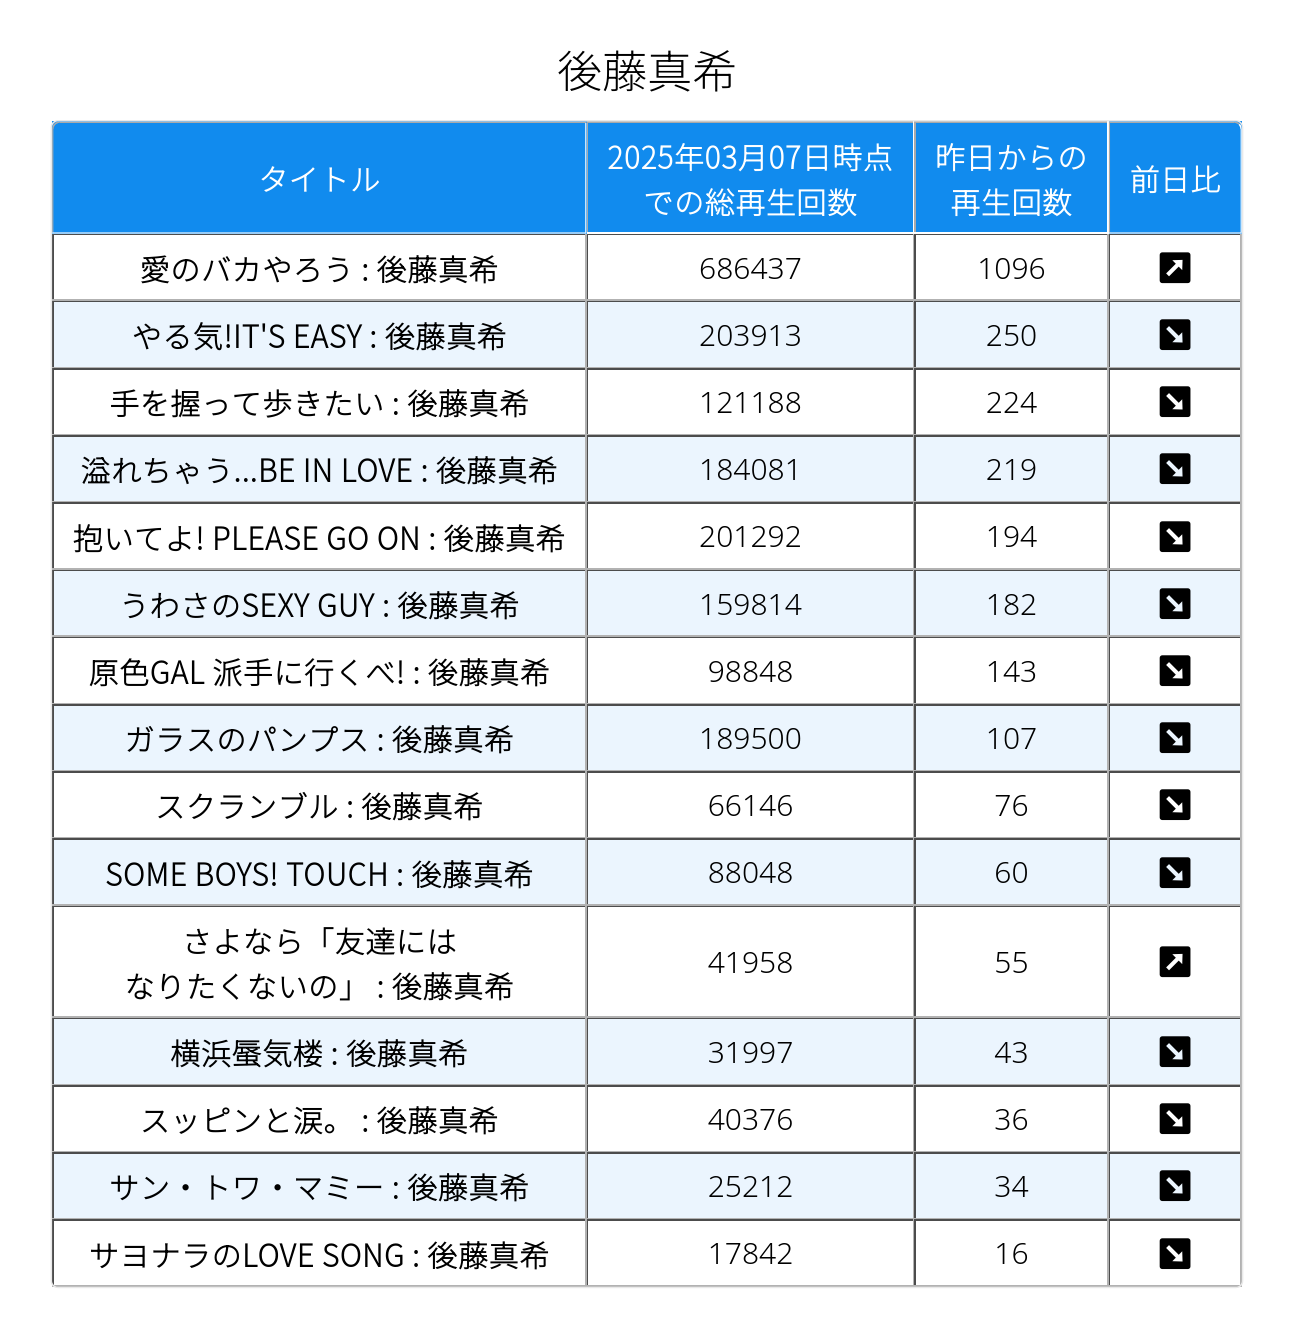 後藤真希
タイトル
2025年03月07日時点
での総再生回数
昨日からの
再生回数
前日比
愛のバカやろう : 後藤真希 686437 1096
やる気!IT'S EASY : 後藤真希 203913 250
手を握って歩きたい : 後藤真希 121188 224
溢れちゃう...BE IN LOVE : 後藤真希 184081 219
抱いてよ! PLEASE GO ON : 後藤真希 201292 194
うわさのSEXY GUY : 後藤真希 159814 182
原色GAL 派手に行くべ! : 後藤真希 98848 143
ガラスのパンプス : 後藤真希 189500 107
スクランブル : 後藤真希 66146 76
SOME BOYS! TOUCH : 後藤真希 88048 60
さよなら「友達には
なりたくないの」 : 後藤真希 41958 55
横浜蜃気楼 : 後藤真希 31997 43
スッピンと涙。 : 後藤真希 40376 36
サン・トワ・マミー : 後藤真希 25212 34
サヨナラのLOVE SONG : 後藤真希 17842 16